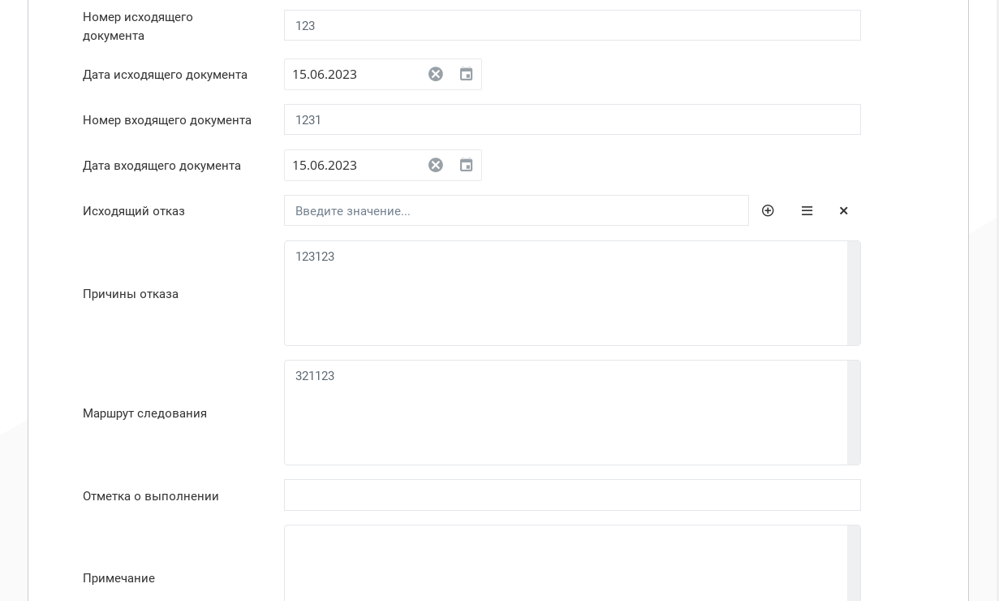 Номер исходящего
документа
123
Дата исходящего документа
15.06.2023
Номер входящего документа
1231
Дата входящего документа
15.06.2023
Исходящий отказ
Введите значение...
Причины отказа
123123
Маршрут следования
321123
Отметка о выполнении
Примечание